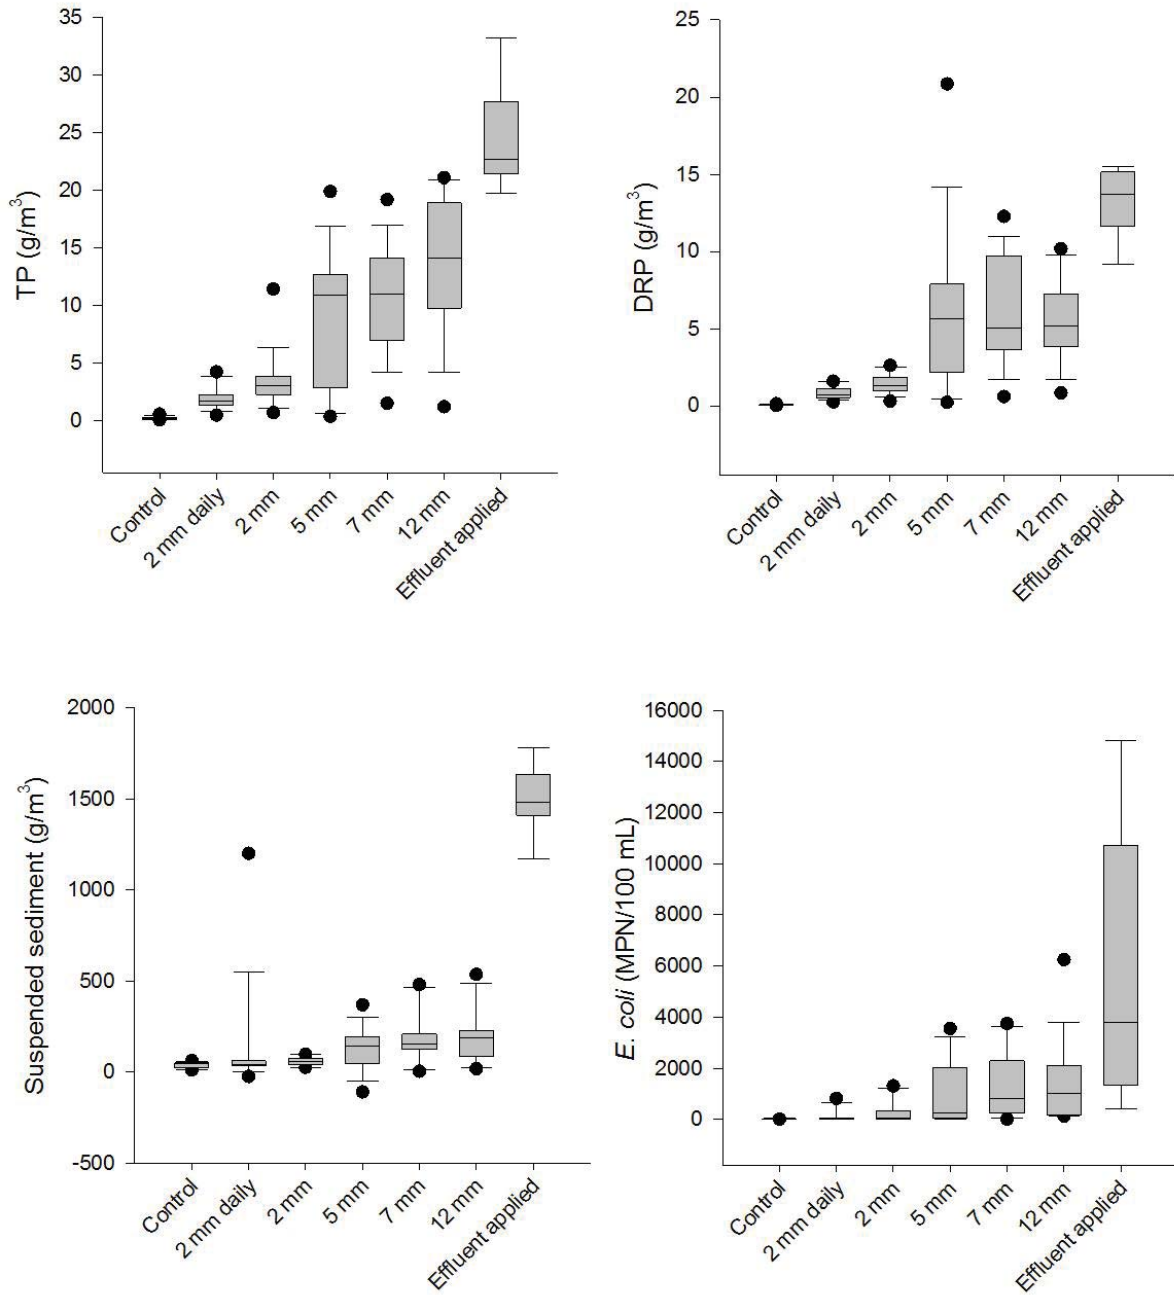 TP (g/m³)
35
30
25
20
15
10
5
0
Control
2 mm daily
2 mm
5 mm
7 mm
12 mm
Effluent applied
DRP (g/m³)
25
20
15
10
5
0
Control
2 mm daily
2 mm
5 mm
7 mm
12 mm
Effluent applied
Suspended sediment (g/m³)
2000
1500
1000
500
0
-500
Control
2 mm daily
2 mm
5 mm
7 mm
12 mm
Effluent applied
E. coli (MPN/100 mL)
16000
14000
12000
10000
8000
6000
4000
2000
0
Control
2 mm daily
2 mm
5 mm
7 mm
12 mm
Effluent applied